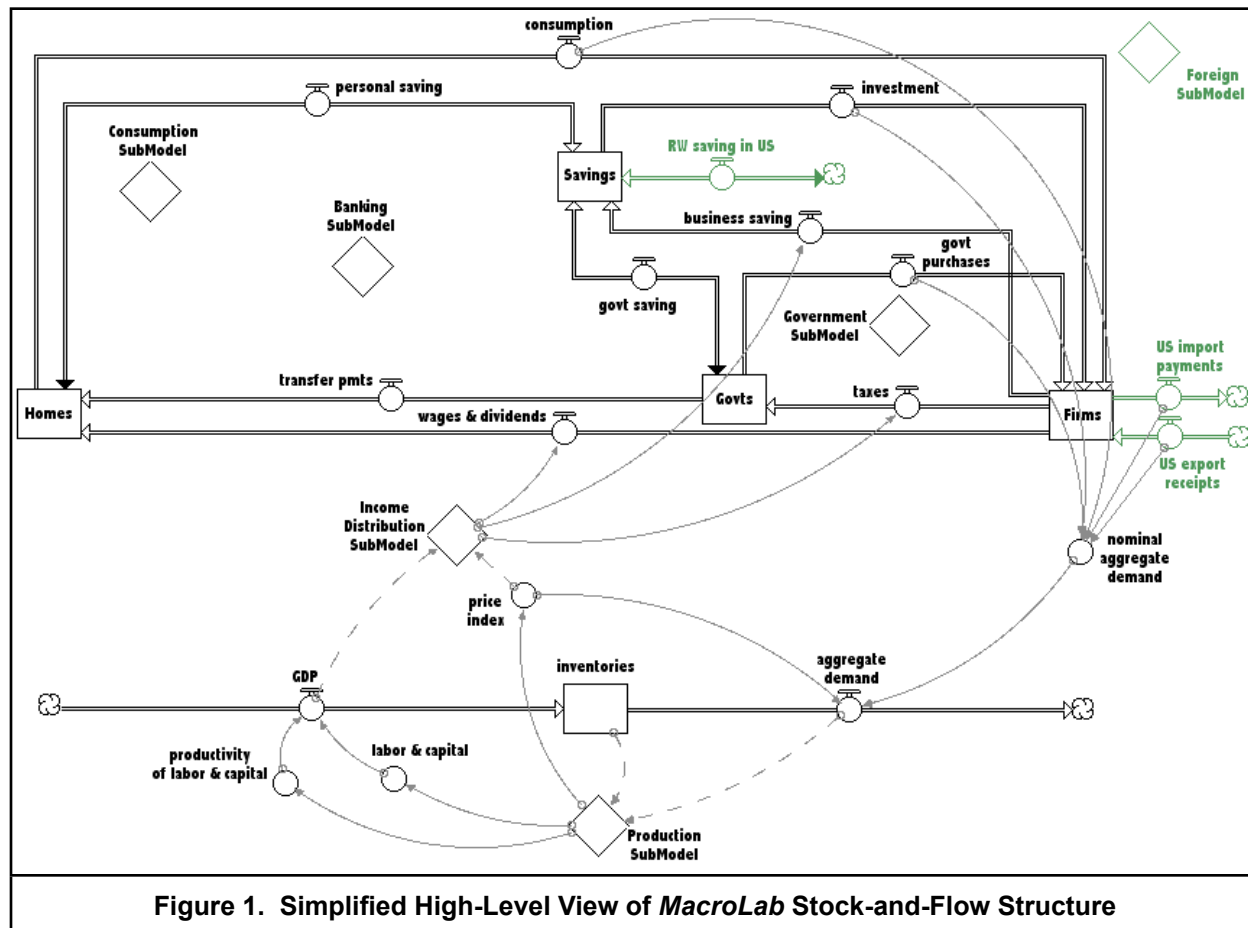 consumption
personal saving
investment
Foreign
SubModel
Consumption
SubModel
RW saving in US
Savings
Banking
SubModel
business saving
govt
purchases
govt saving
Government
SubModel
US import
payments
transfer pmts
Govts
taxes
Homes
wages & dividends
Firms
US export
receipts
Income
Distribution
SubModel
nominal
aggregate
demand
price
index
GDP
inventories
aggregate
demand
productivity
of labor & capital
labor & capital
Production
SubModel
Figure 1. Simplified High-Level View of MacroLab Stock-and-Flow Structure